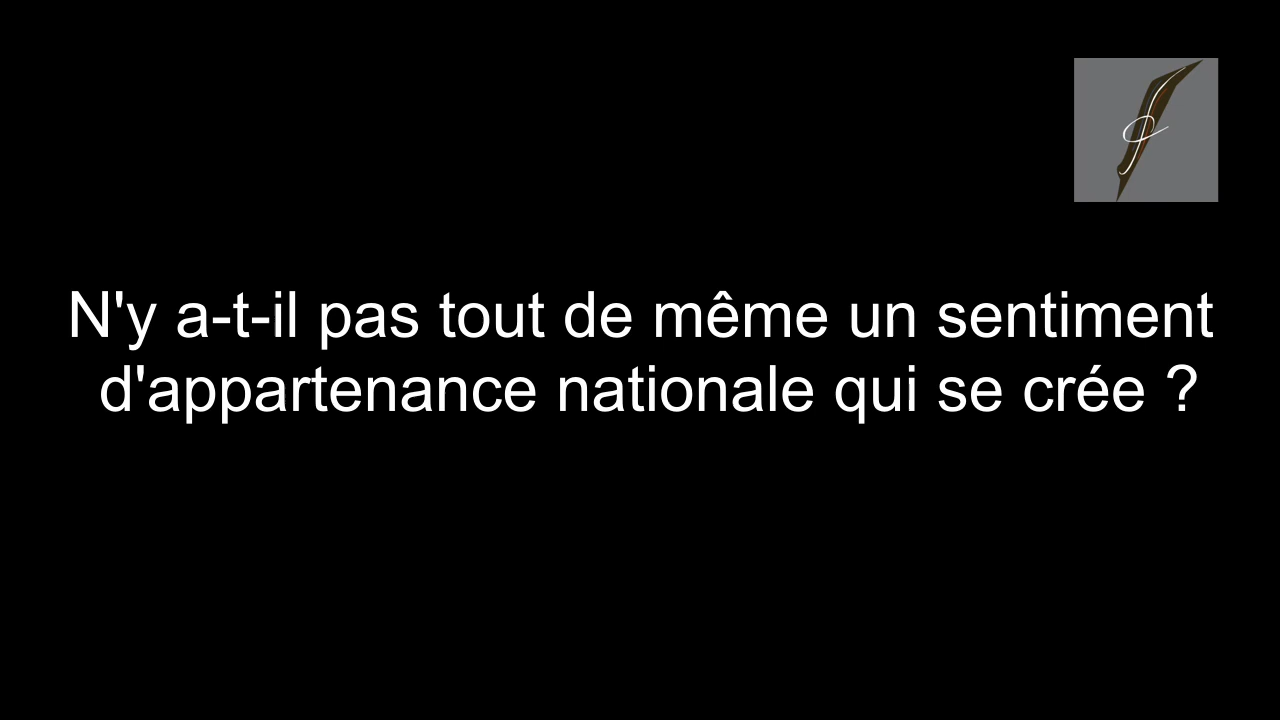 N'y a-t-il pas tout de même un sentiment
d'appartenance nationale qui se crée ?